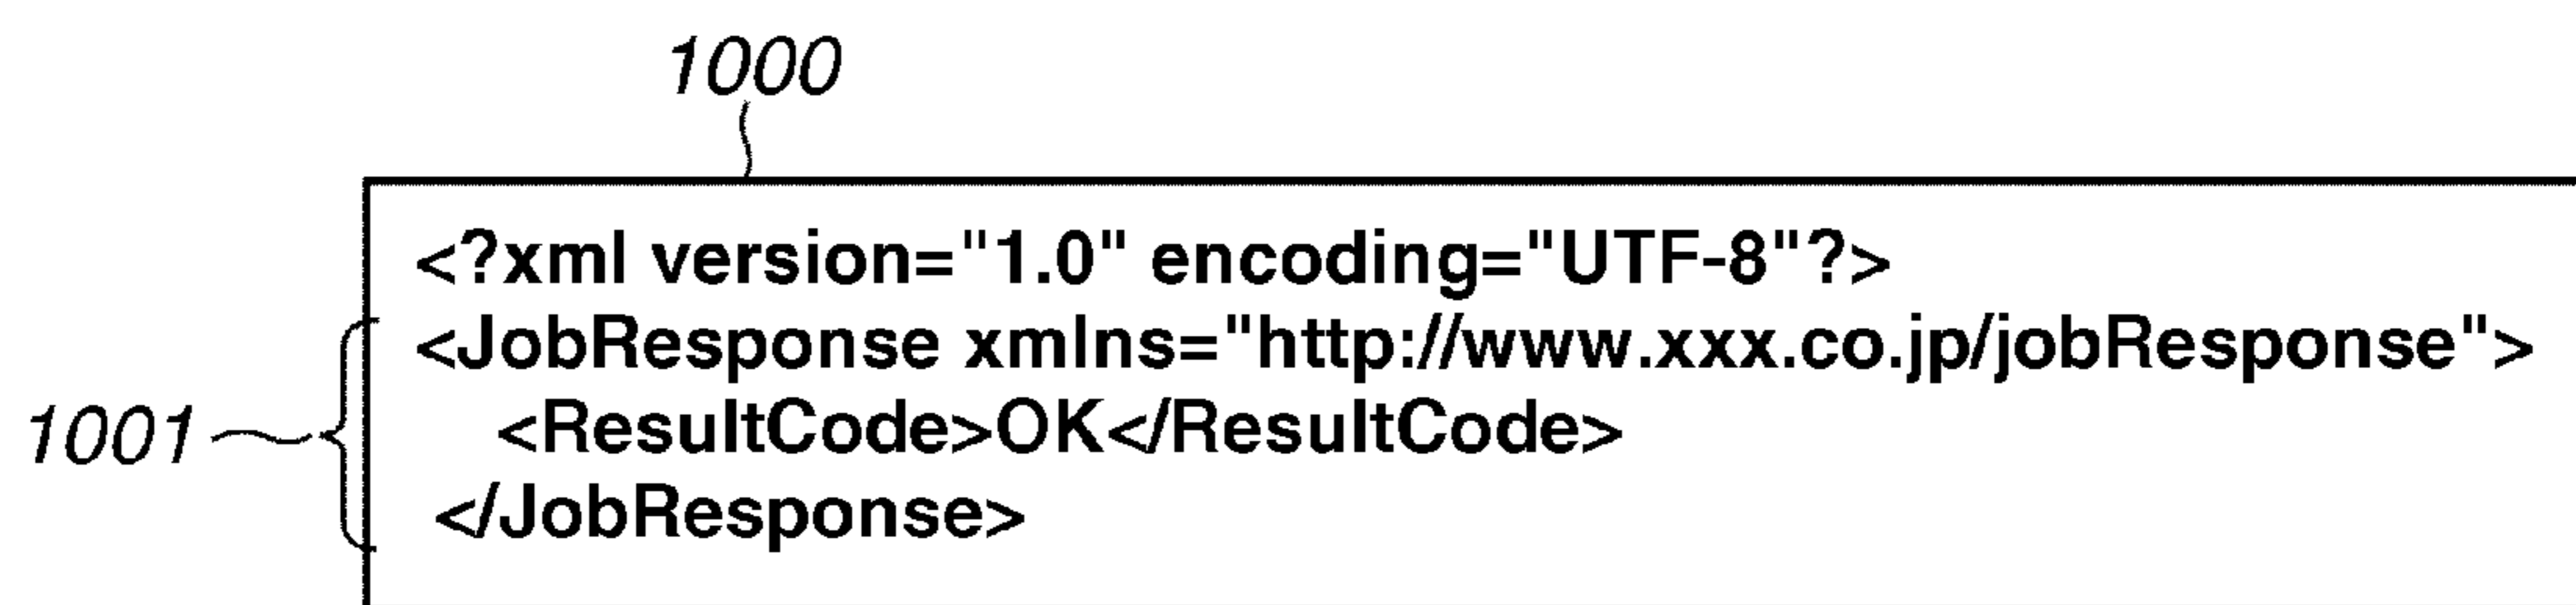 1000
<?xml version="1.0" encoding="UTF-8"?>
<JobResponse xmlns="http://www.xxx.co.jp/jobResponse">
1001
<ResultCode>OK</ResultCode>
</JobResponse>